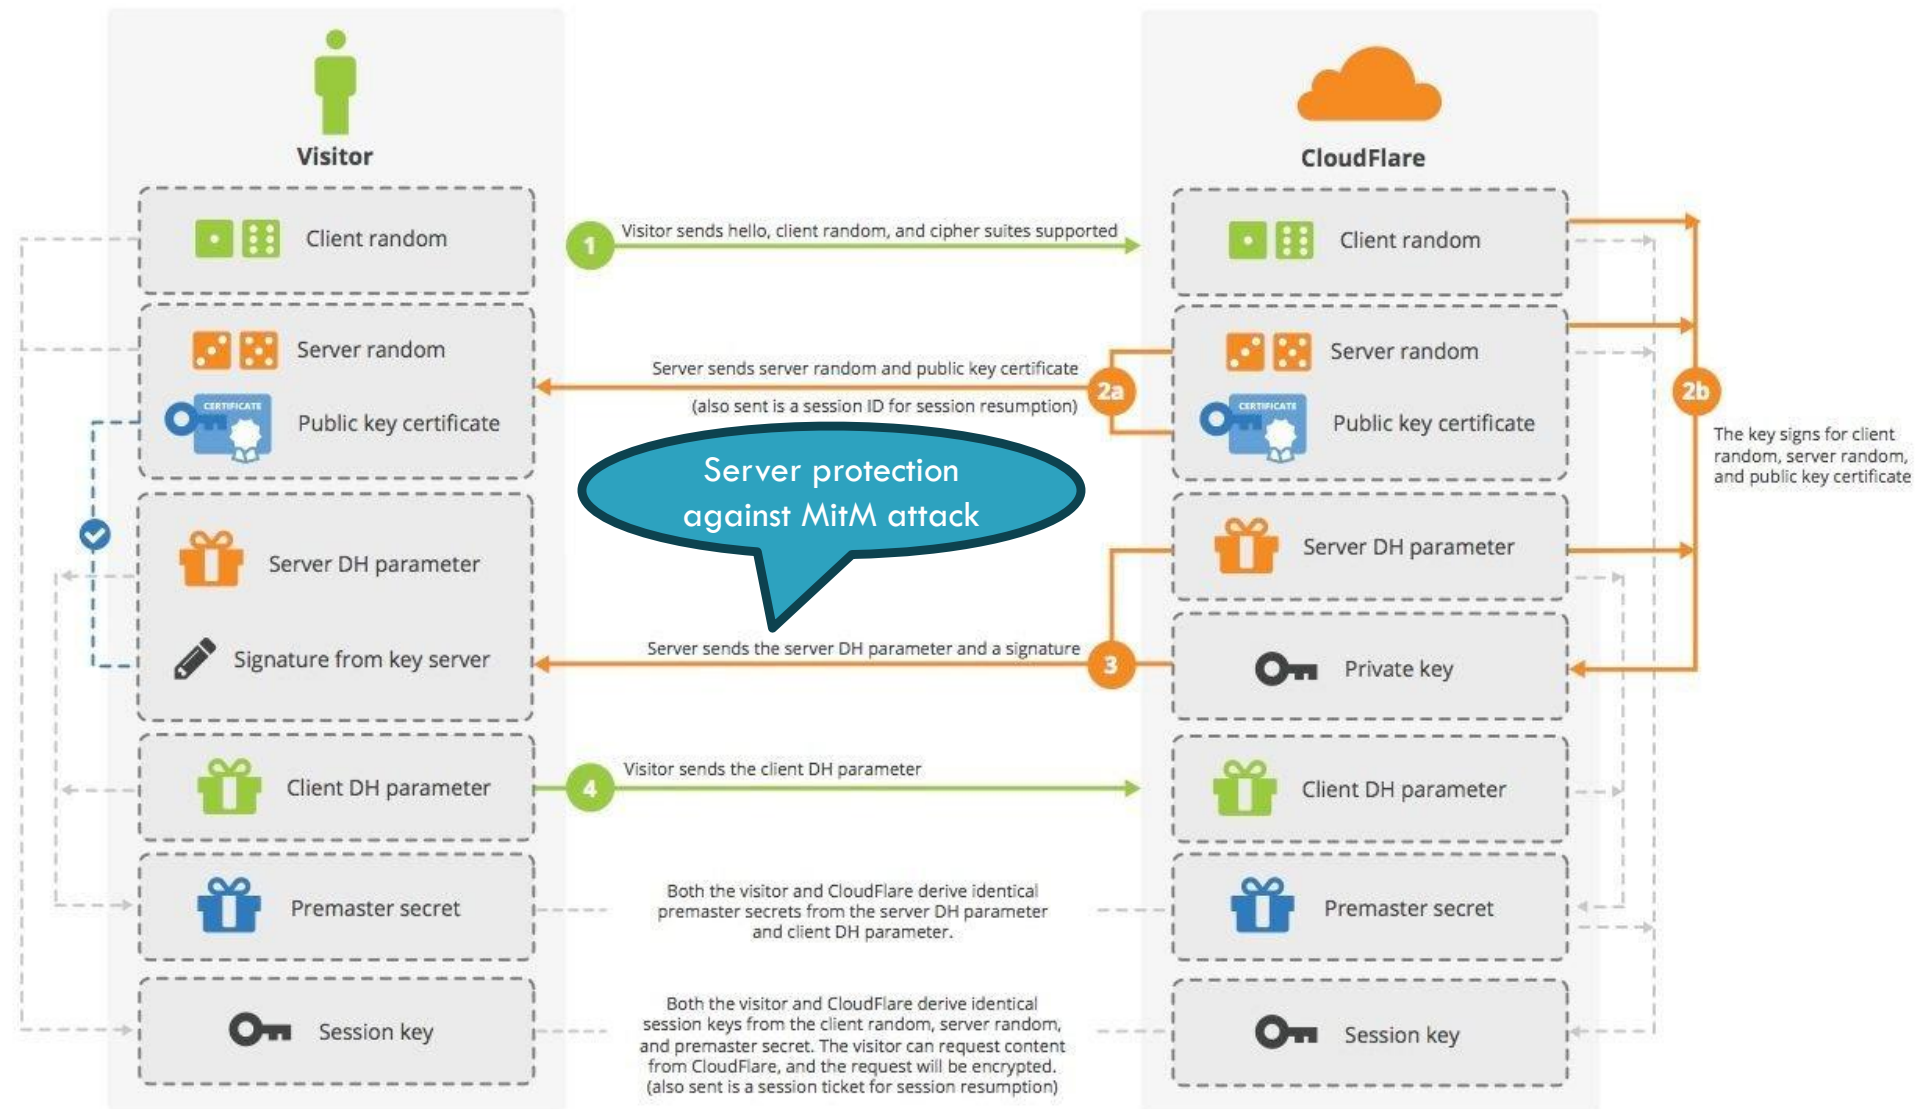 Visitor
CloudFlare
Client random
1
Visitor sends hello, client random, and cipher suites supported
Client random
Server random
Server sends server random and public key certificate
2a
Server random
2b
CERTIFICATE
Public key certificate
(also sent is a session ID for session resumption)
CERTIFICATE
Public key certificate
The key signs for client
random, server random,
and public key certificate
Server protection
against MitM attack
Server DH parameter
Server DH parameter
Signature from key server
Server sends the server DH parameter and a signature
3
Private key
Client DH parameter
4
Visitor sends the client DH parameter
Client DH parameter
Premaster secret
Both the visitor and CloudFlare derive identical
premaster secrets from the server DH parameter
and client DH parameter.
Premaster secret
Session key
Both the visitor and CloudFlare derive identical
session keys from the client random, server random,
and premaster secret. The visitor can request content
from CloudFlare, and the request will be encrypted.
(also sent is a session ticket for session resumption)
Session key